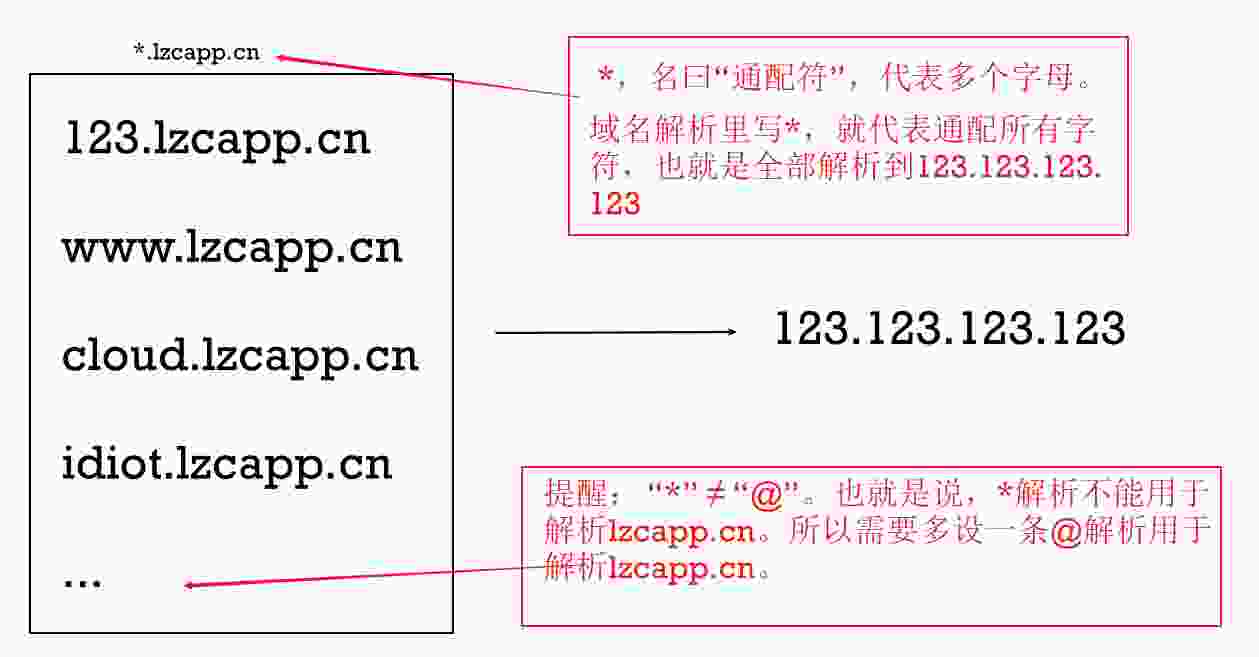 *.lzcapp.cn
*，名曰“通配符”，代表多个字母。
域名解析里写*，就代表通配所有字
符，也就是全部解析到123.123.123.
123
123.lzcapp.cn
www.lzcapp.cn
cloud.lzcapp.cn
idiot.lzcapp.cn
...
123.123.123.123
提醒：“*”≠“@”。也就是说，*解析不能用于
解析lzcapp.cn。所以需要多设一条@解析用于
解析lzcapp.cn。